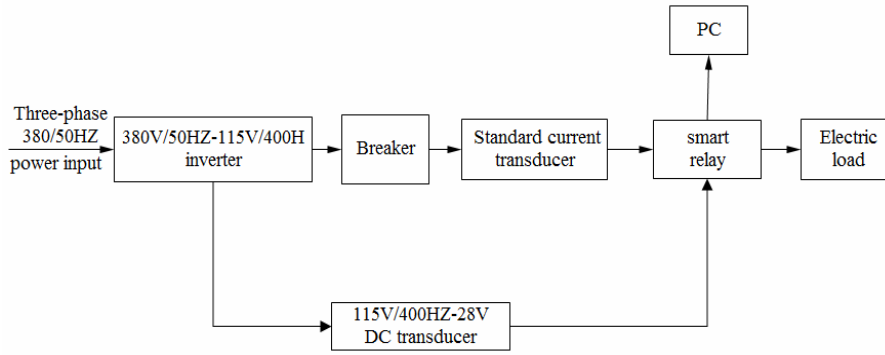 PC
Three-phase
380/50HZ
power input
380V/50HZ-115V/400H
inverter
Breaker
Standard current
transducer
smart
relay
Electric
load
115V/400HZ-28V
DC transducer